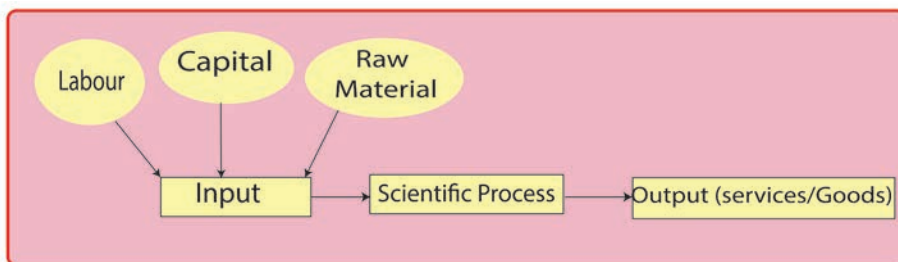 Labour
Capital
Raw
Material
Input
Scientific Process
Output (services/Goods)